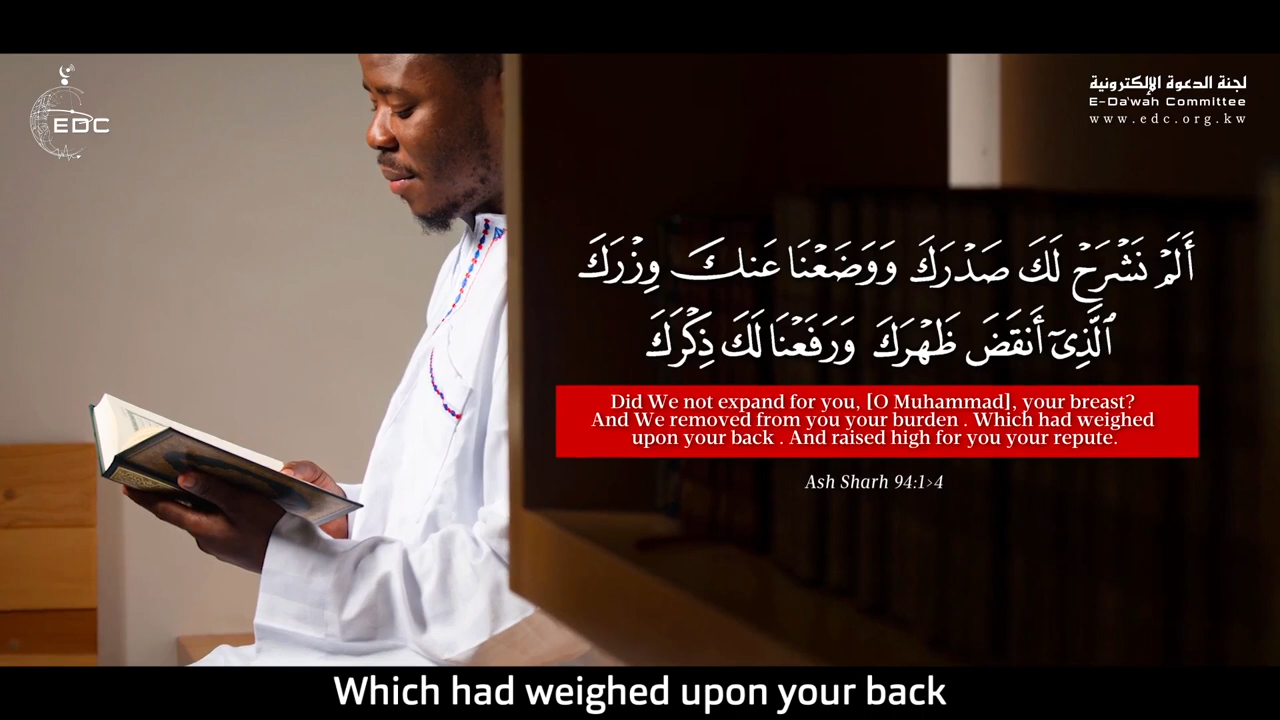 EDC
لجنة الدعوة الإلكترونية
E-Da'wah Committee
www.edc.org.kw
أَلَمْ نَشْرَحْ لَكَ صَدْرَكَ وَوَضَعْنَا عَنكَ وِزْرَكَ
ٱلَّذِىٓ أَنقَضَ ظَهْرَكَ وَرَفَعْنَا لَكَ ذِكْرَكَ
Did We not expand for you, [O Muhammad], your breast?
And We removed from you your burden . Which had weighed
upon your back . And raised high for you your repute.
Ash Sharh 94:1>4
Which had weighed upon your back